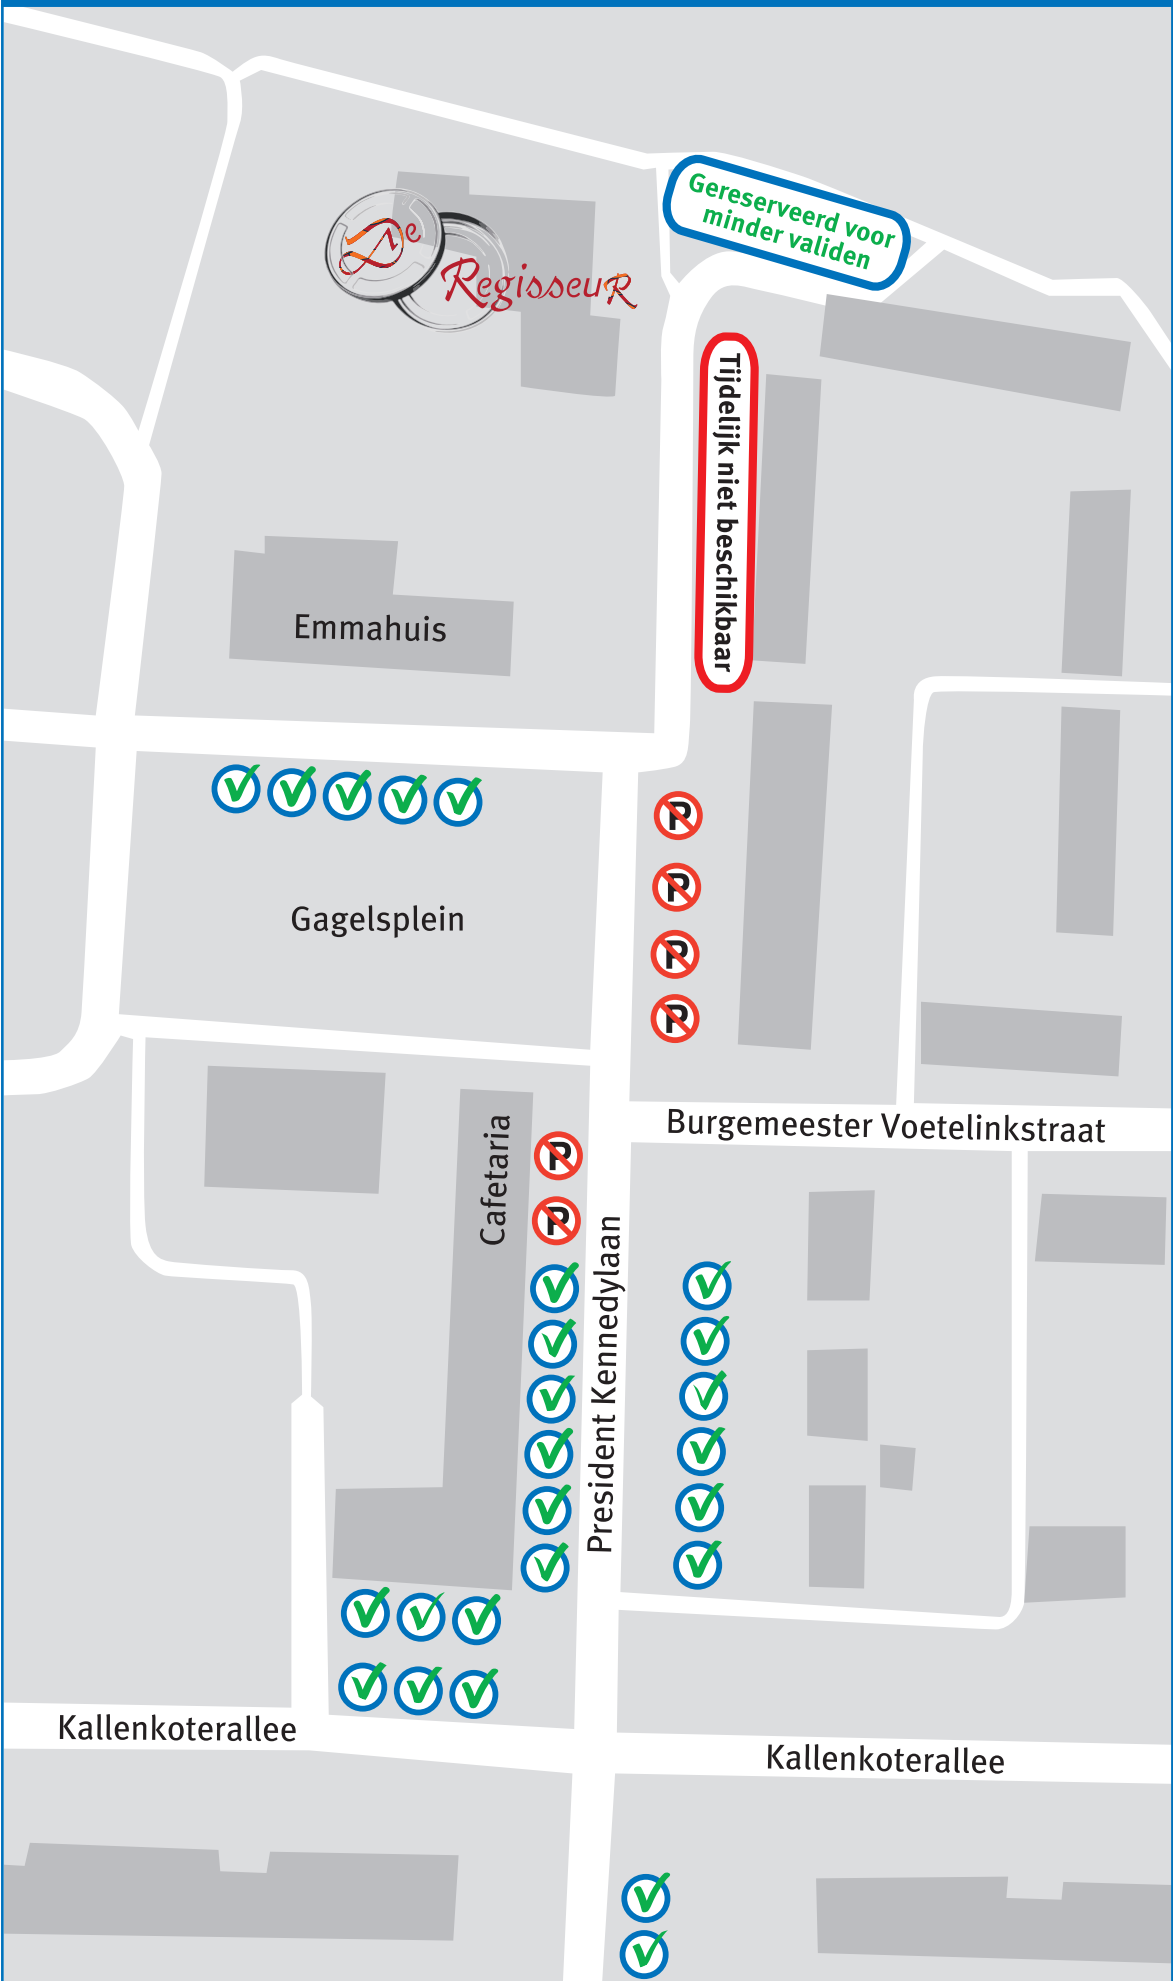 Gereserveerd voor
minder validen
De
RegisseuR
Tijdelijk niet beschikbaar
Emmahuis
P
Gagelsplein
P
P
P
Burgemeester Voetelinkstraat
Cafetaria
P
P
President Kennedylaan
Kallenkoterallee
Kallenkoterallee